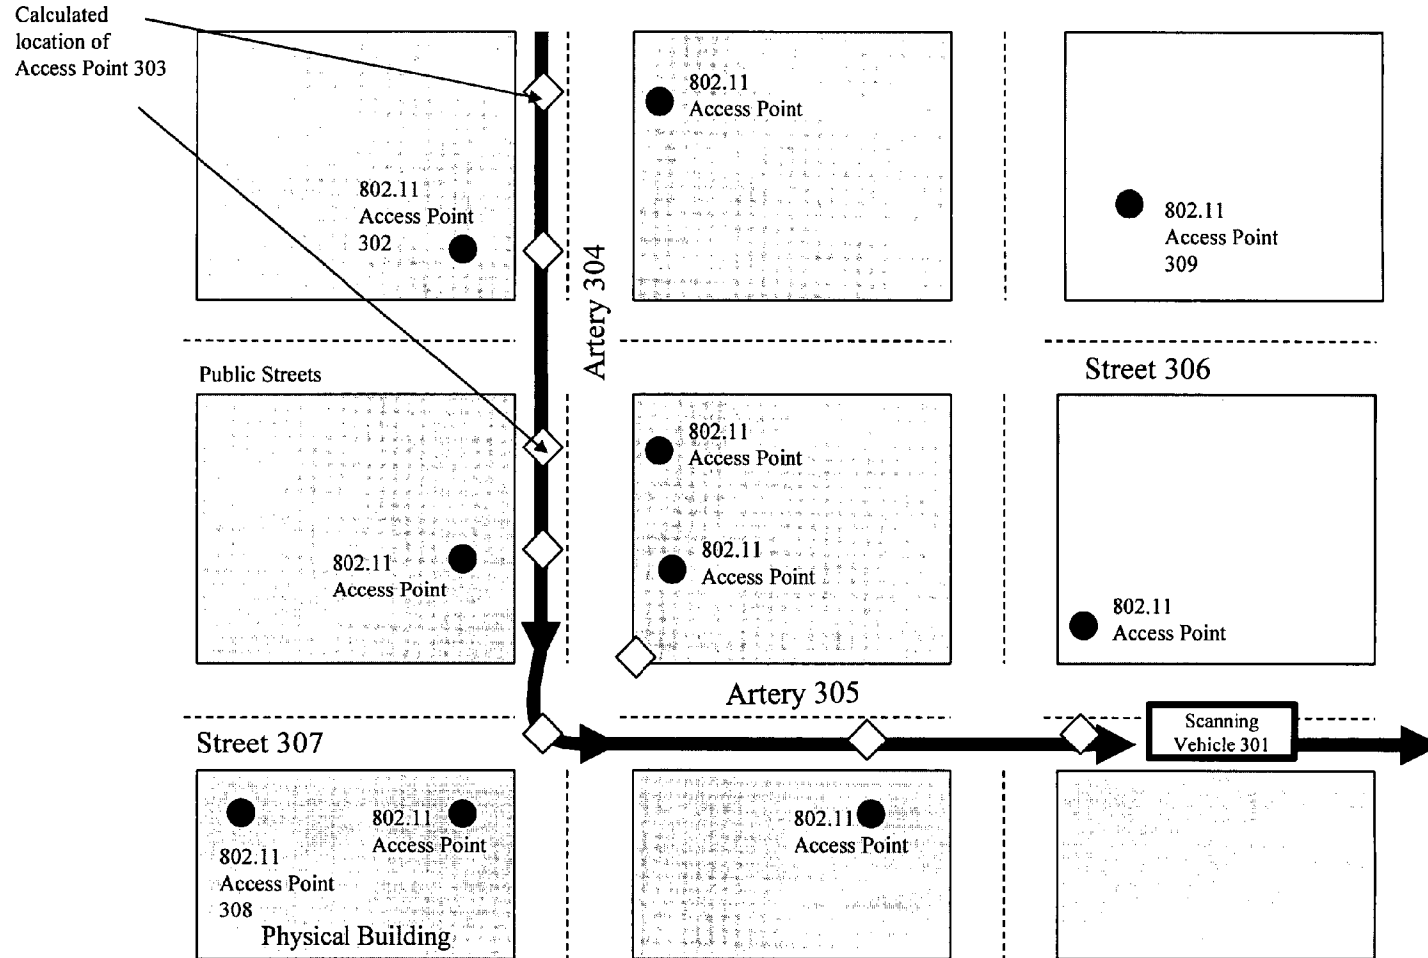 Calculated
location of
Access Point 303
802.11
Access Point
802.11
Access Point
302
802.11
Access Point
309
Artery 304
Public Streets
Street 306
802.11
Access Point
802.11
Access Point
802.11
Access Point
802.11
Access Point
Artery 305
Street 307
Scanning
Vehicle 301
802.11
Access Point
308
802.11
Access Point
802.11
Access Point
Physical Building